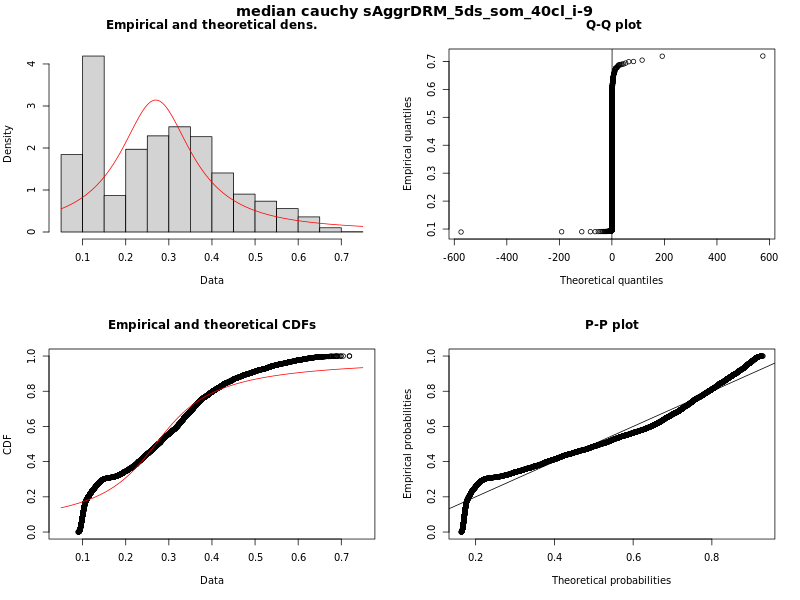 median cauchy sAggrDRM_5ds_som_40cl_i-9
Empirical and theoretical dens.
Density
0 1 2 3 4
0.1 0.2 0.3 0.4 0.5 0.6 0.7
Data
Q-Q plot
Empirical quantiles
0.1 0.2 0.3 0.4 0.5 0.6 0.7
-600 -400 -200 0 200 400 600
Theoretical quantiles
Empirical and theoretical CDFs
CDF
0.0 0.2 0.4 0.6 0.8 1.0
0.1 0.2 0.3 0.4 0.5 0.6 0.7
Data
P-P plot
Empirical probabilities
0.0 0.2 0.4 0.6 0.8 1.0
0.2 0.4 0.6 0.8
Theoretical probabilities